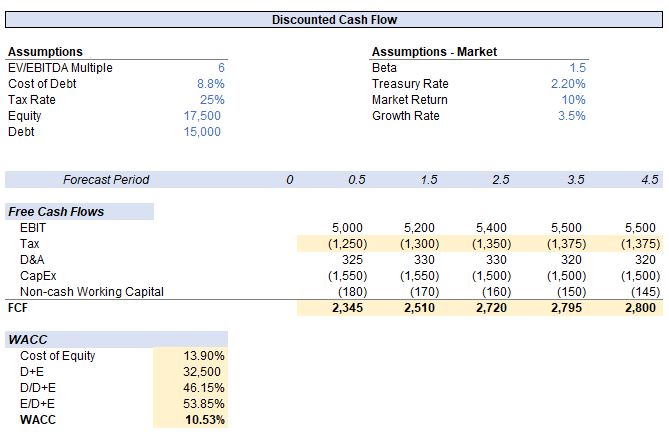 Discounted Cash Flow
Assumptions Assumptions - Market
EV/EBITDA Multiple 6 Beta 1.5
Cost of Debt 8.8% Treasury Rate 2.20%
Tax Rate 25% Market Return 10%
Equity 17,500 Growth Rate 3.5%
Debt 15,000
Forecast Period 0 0.5 1.5 2.5 3.5 4.5
Free Cash Flows
EBIT 5,000 5,200 5,400 5,500 5,500
Tax (1,250) (1,300) (1,350) (1,375) (1,375)
D&A 325 330 330 320 320
CapEx (1,550) (1,550) (1,500) (1,500) (1,500)
Non-cash Working Capital (180) (170) (160) (150) (145)
FCF 2,345 2,510 2,720 2,795 2,800
WACC
Cost of Equity 13.90%
D+E 32,500
D/D+E 46.15%
E/D+E 53.85%
WACC 10.53%